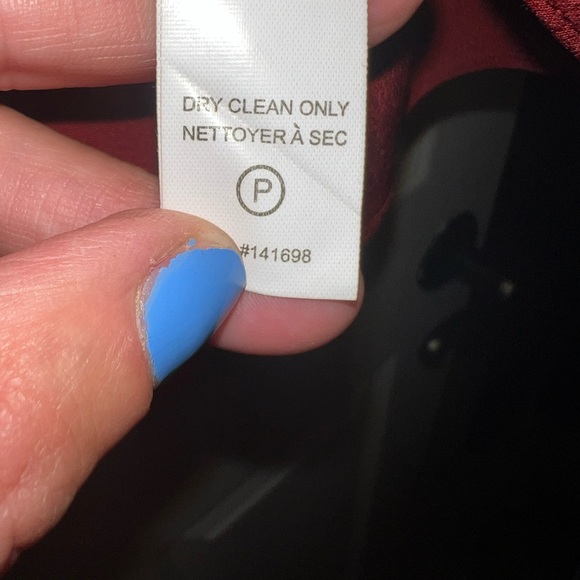 DRY CLEAN ONLY
NETTOYER À SEC
P
#141698